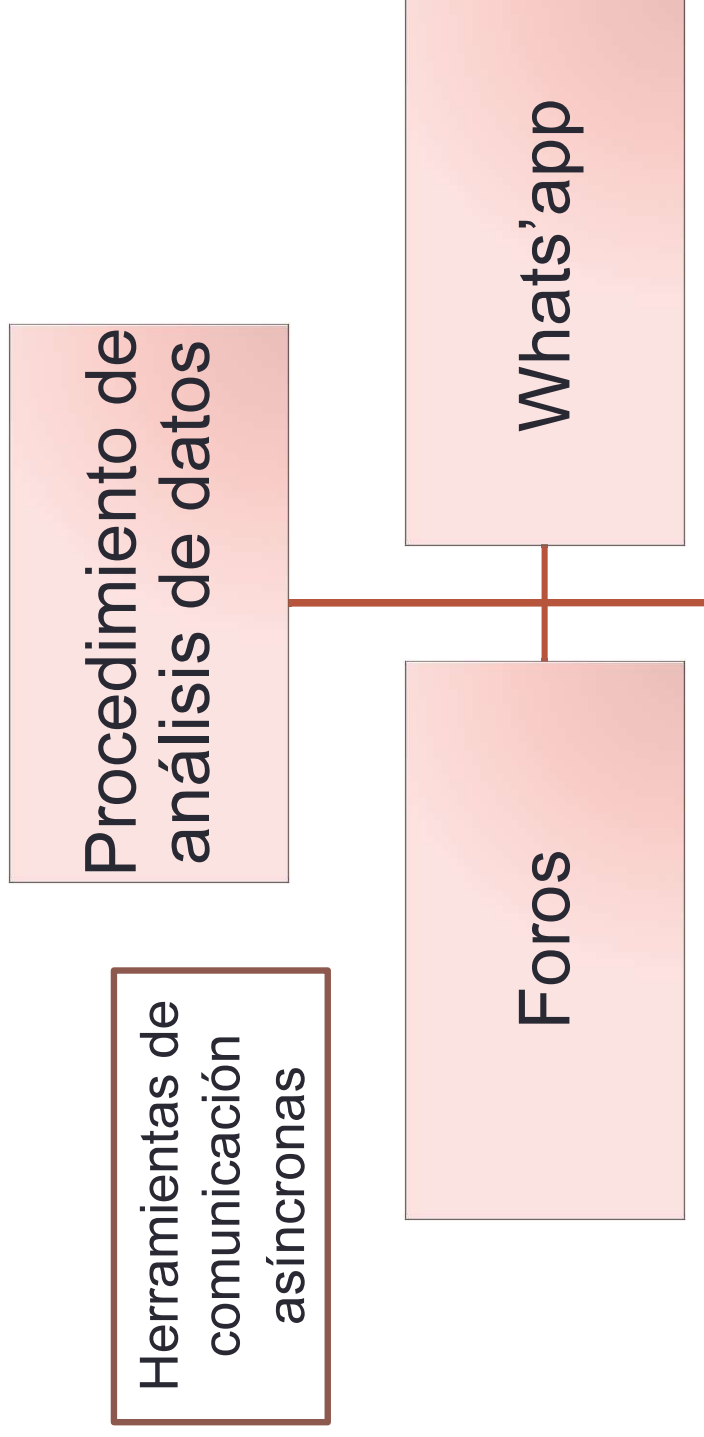 Procedimiento de
análisis de datos
Herramientas de
comunicación
asíncronas
Foros
Whats’app